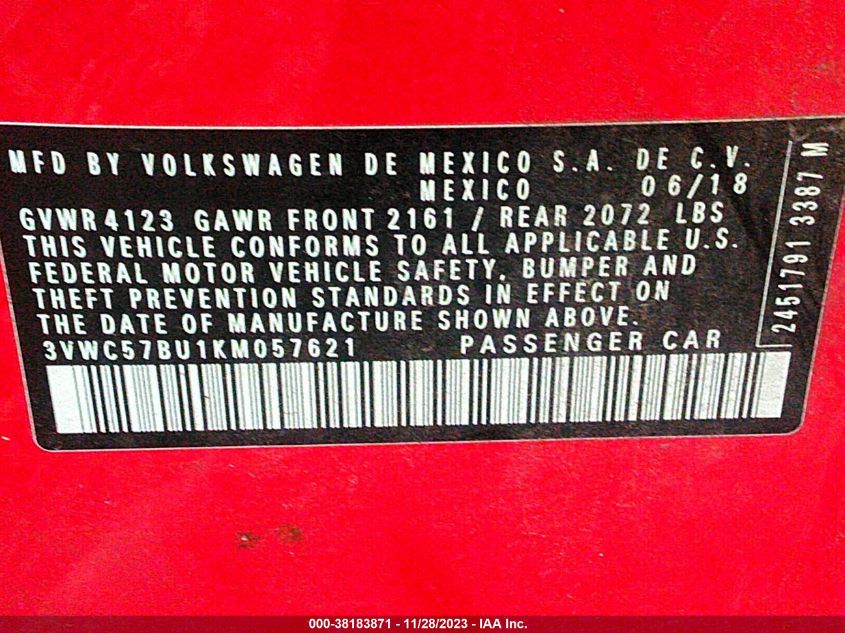 MFD BY VOLKSWAGEN DE MEXICO S.A. DE C.V.
MEXICO 06/18
GVWR 4123 GAWR FRONT 2161 / REAR 2072 LBS
THIS VEHICLE CONFORMS TO ALL APPLICABLE U.S.
FEDERAL MOTOR VEHICLE SAFETY, BUMPER AND
THEFT PREVENTION STANDARDS IN EFFECT ON
THE DATE OF MANUFACTURE SHOWN ABOVE.
3VWC57BU1KM057621 PASSENGER CAR
2451791 3387 M
000-38183871 - 11/28/2023 - IAA Inc.